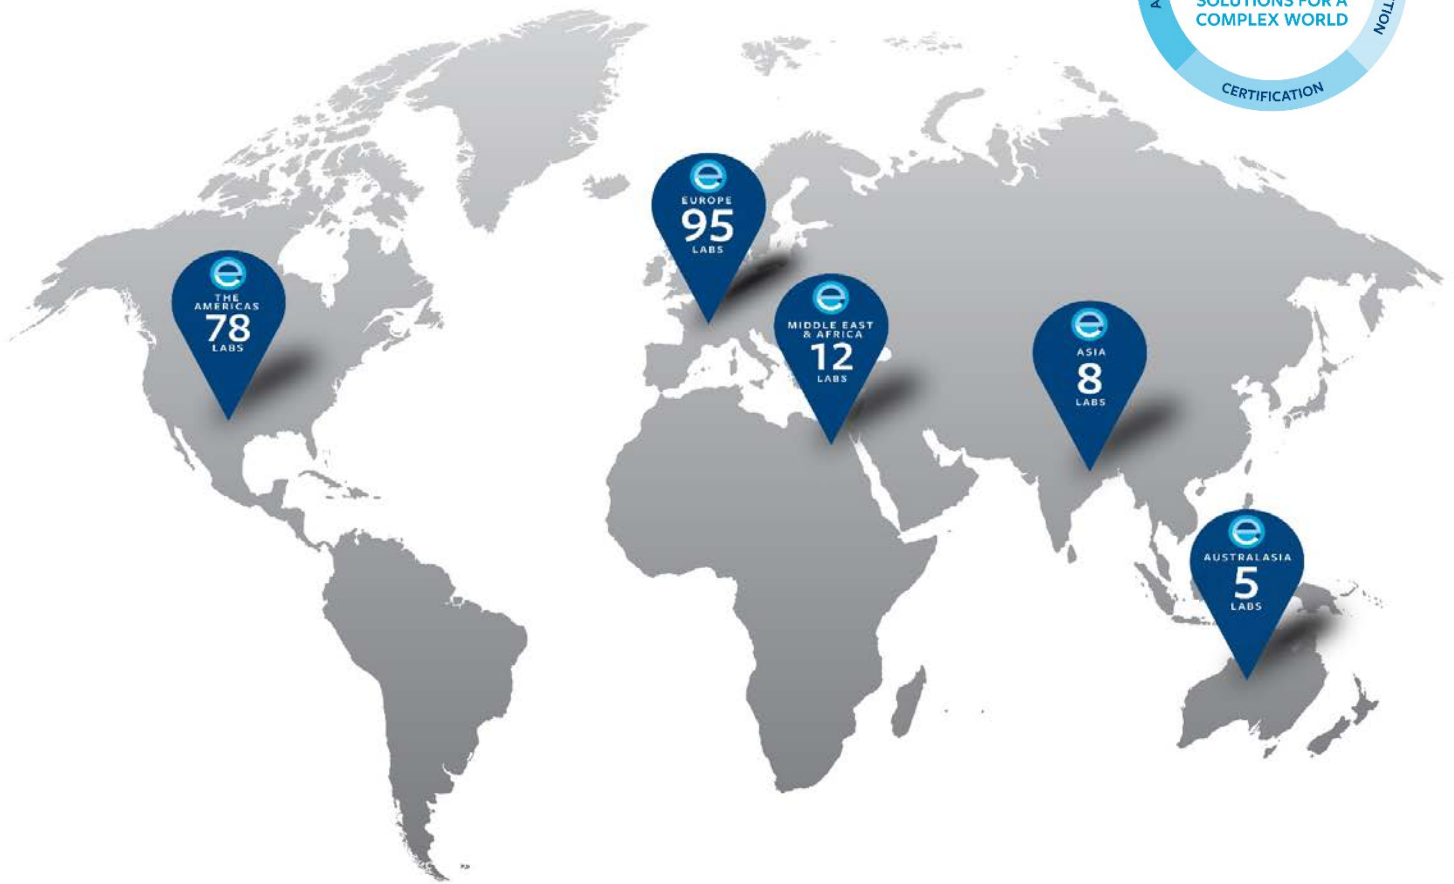 SOLUTIONS FOR A
COMPLEX WORLD
CERTIFICATION
EUROPE
95
LABS
THE
AMERICAS
78
LABS
MIDDLE EAST
& AFRICA
12
LABS
ASIA
8
LABS
AUSTRALASIA
5
LABS